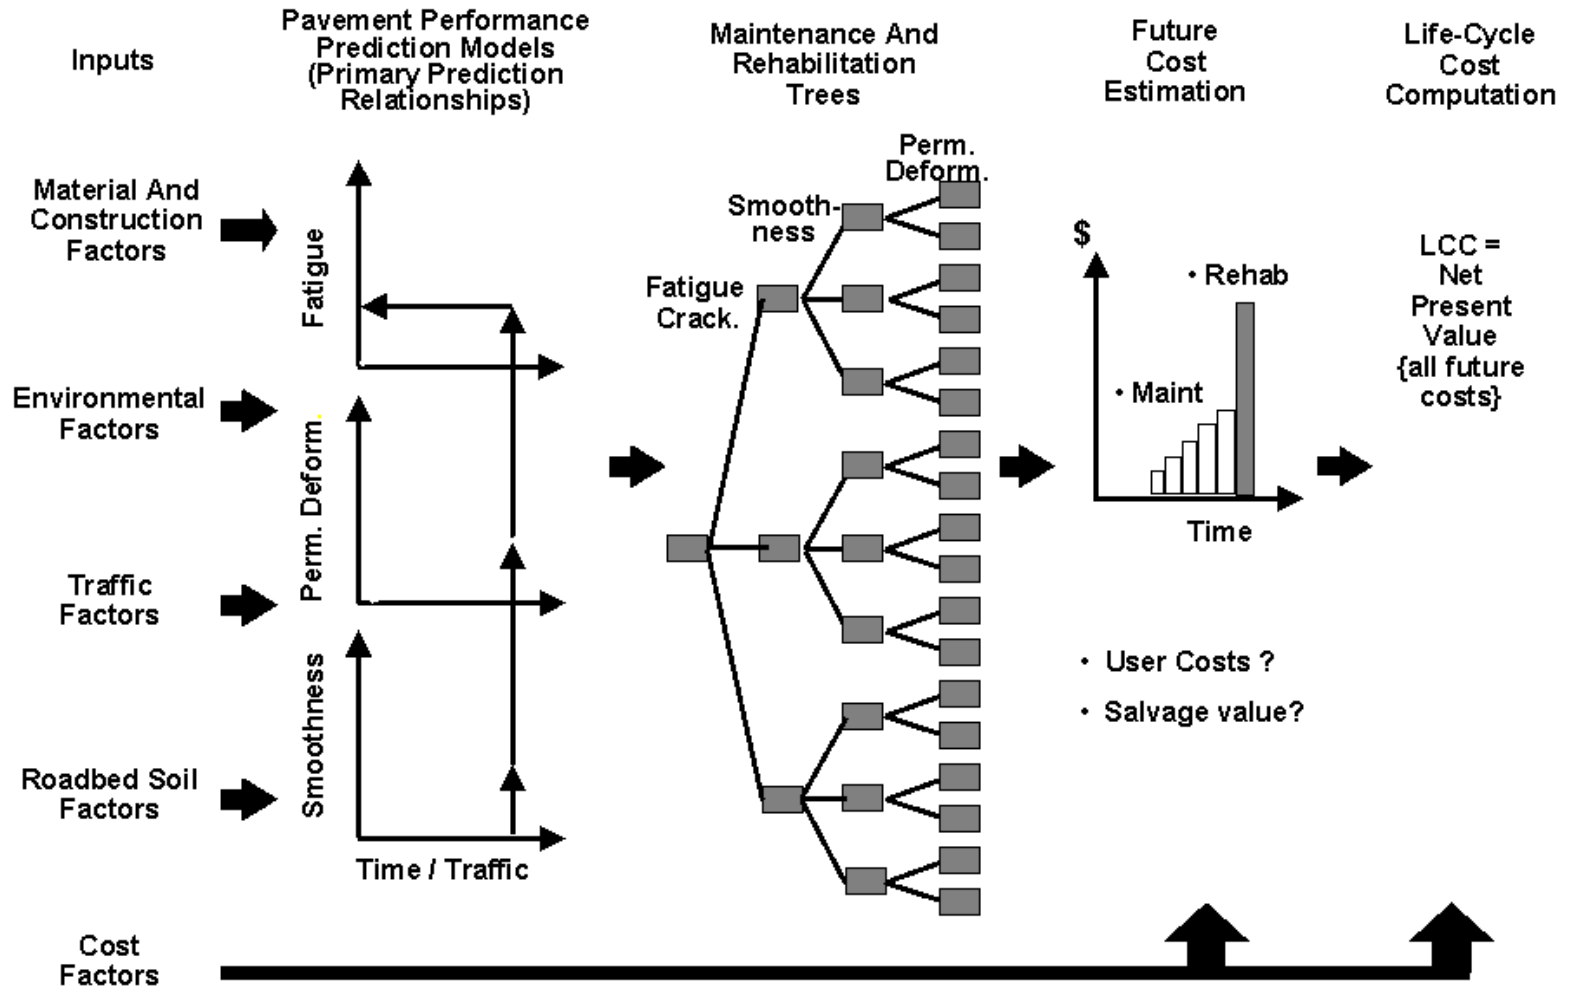 Inputs
Pavement Performance
Prediction Models
(Primary Prediction
Relationships)
Maintenance And
Rehabilitation
Trees
Future
Cost
Estimation
Life-Cycle
Cost
Computation
Material And
Construction
Factors
Environmental
Factors
Traffic
Factors
Roadbed Soil
Factors
Cost
Factors
Fatigue
Perm. Deform.
Smoothness
Time / Traffic
Fatigue
Crack.
Smooth-
ness
Perm.
Deform.
$
• Rehab
• Maint
Time
• User Costs ?
• Salvage value?
LCC =
Net
Present
Value
{all future
costs}